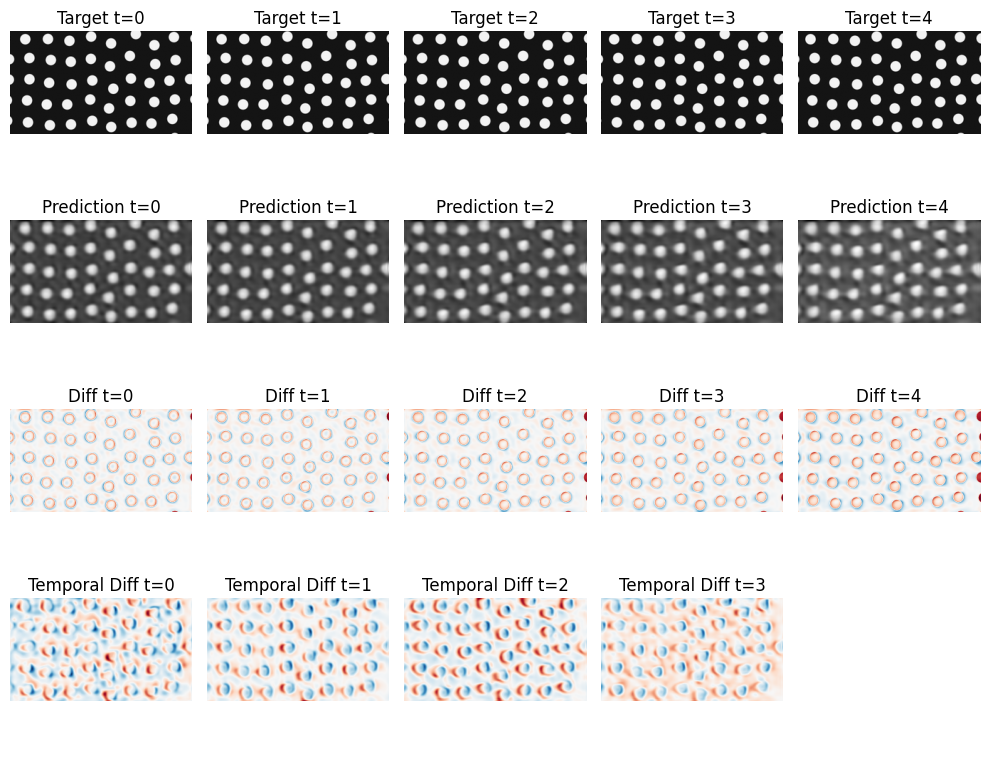 Target t=0 Target t=1 Target t=2 Target t=3 Target t=4
Prediction t=0 Prediction t=1 Prediction t=2 Prediction t=3 Prediction t=4
Diff t=0 Diff t=1 Diff t=2 Diff t=3 Diff t=4
Temporal Diff t=0 Temporal Diff t=1 Temporal Diff t=2 Temporal Diff t=3